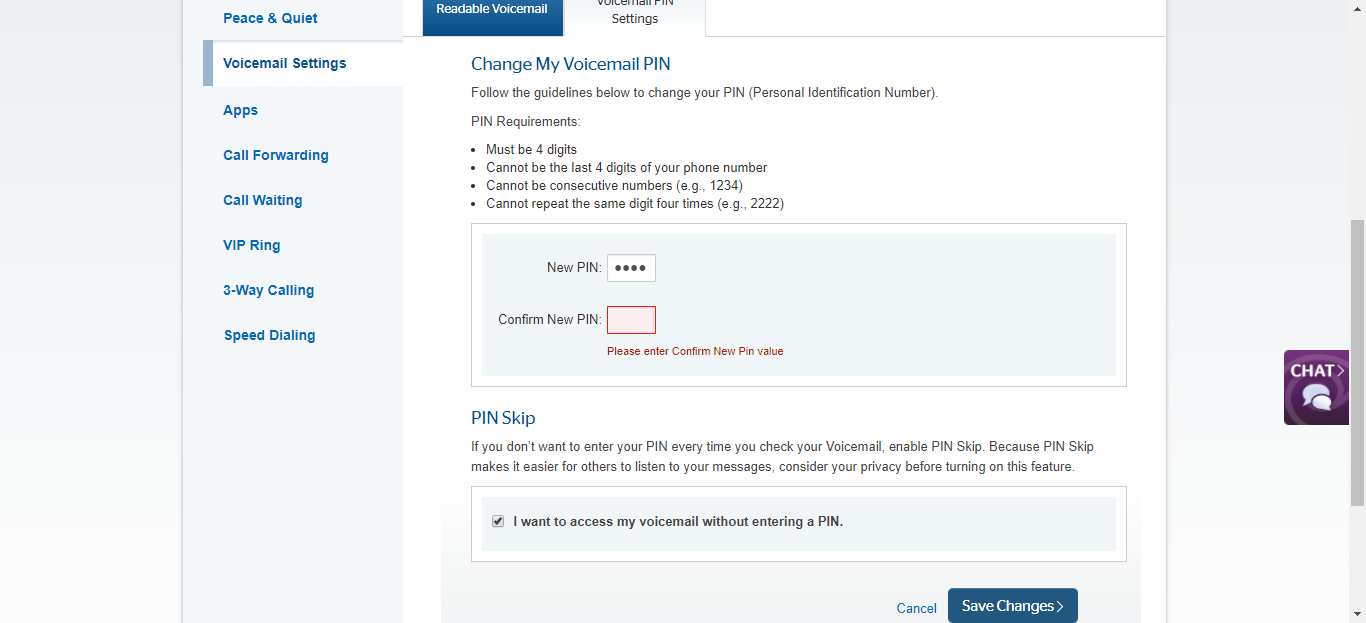 Peace & Quiet
Voicemail Settings
Apps
Call Forwarding
Call Waiting
VIP Ring
3-Way Calling
Speed Dialing
Readable Voicemail
Voicemail PIN
Settings
Change My Voicemail PIN
Follow the guidelines below to change your PIN (Personal Identification Number).
PIN Requirements:
• Must be 4 digits
• Cannot be the last 4 digits of your phone number
• Cannot be consecutive numbers (e.g., 1234)
• Cannot repeat the same digit four times (e.g., 2222)
New PIN: ••••
Confirm New PIN:
Please enter Confirm New Pin value
PIN Skip
If you don't want to enter your PIN every time you check your Voicemail, enable PIN Skip. Because PIN Skip
makes it easier for others to listen to your messages, consider your privacy before turning on this feature.
I want to access my voicemail without entering a PIN.
Cancel
Save Changes
CHAT